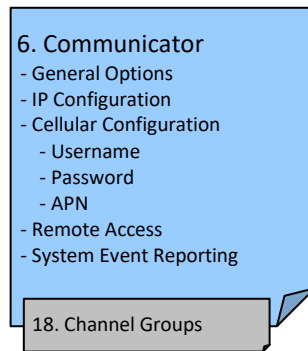 6. Communicator
- General Options
- IP Configuration
- Cellular Configuration
- Username
- Password
- APN
- Remote Access
- System Event Reporting
18. Channel Groups